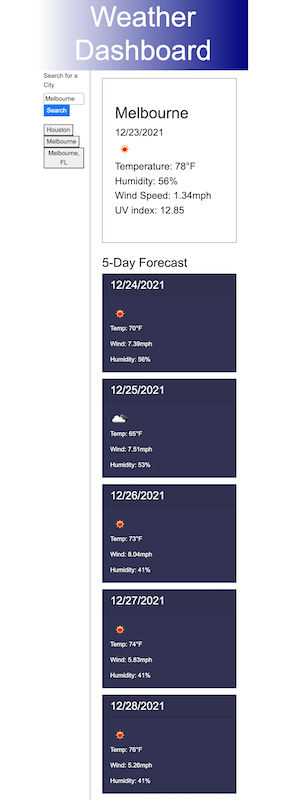 Weather
Dashboard
Search for a
City
Melbourne
Search
Houston
Melbourne
Melbourne,
FL
Melbourne
12/23/2021
Temperature: 78°F
Humidity: 56%
Wind Speed: 1.34mph
UV index: 12.85
5-Day Forecast
12/24/2021
Temp: 70°F
Wind: 7.39mph
Humidity: 56%
12/25/2021
Temp: 65°F
Wind: 7.51mph
Humidity: 53%
12/26/2021
Temp: 73°F
Wind: 8.04mph
Humidity: 41%
12/27/2021
Temp: 74°F
Wind: 5.83mph
Humidity: 41%
12/28/2021
Temp: 76°F
Wind: 5.26mph
Humidity: 41%